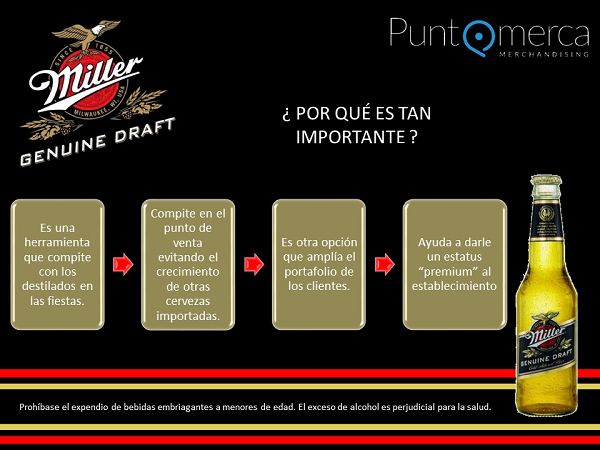 SINCE 1855
Miller
MILWAUKEE, WI, USA
GENUINE DRAFT
Puntomerca
MERCHANDISING
¿ POR QUÉ ES TAN
IMPORTANTE ?
Es una
herramienta
que compite
con los
destilados en
las fiestas.
Compite en el
punto de
venta
evitando el
crecimiento
de otras
cervezas
importadas.
Es otra opción
que amplía el
portafolio de
los clientes.
Ayuda a darle
un estatus
“premium” al
establecimiento
Miller
GENUINE DRAFT
Prohíbase el expendio de bebidas embriagantes a menores de edad. El exceso de alcohol es perjudicial para la salud.